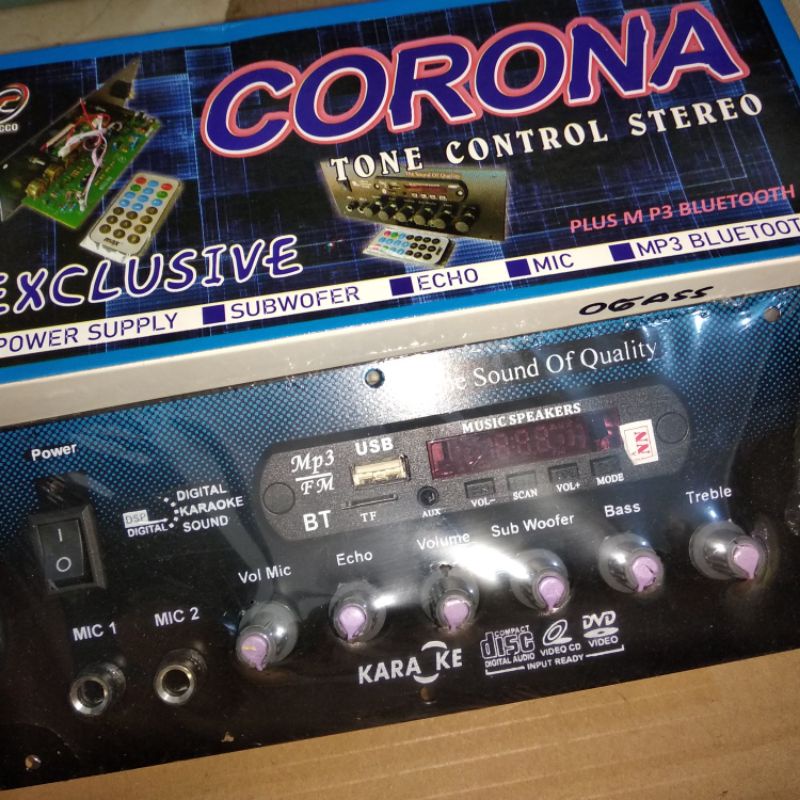 CORONA
TONE CONTROL STEREO
PLUS M P3 BLUETOOTH
EXCLUSIVE
POWER SUPPLY SUBWOFER ECHO MIC MP3 BLUETOOT
Sound Of Quality
MUSIC SPEAKERS
Power
USB
Mp3
FM
BT
TF
AUX
VOL-
SCAN
VOL+
MODE
NN
DSP
DIGITAL
DIGITAL
KARAOKE
SOUND
Vol Mic
Echo
Volume
Sub Woofer
Bass
Treble
MIC 1
MIC 2
KARAOKE
COMPACT
disc
DIGITAL AUDIO
VIDEO CD
DVD
VIDEO
INPUT READY